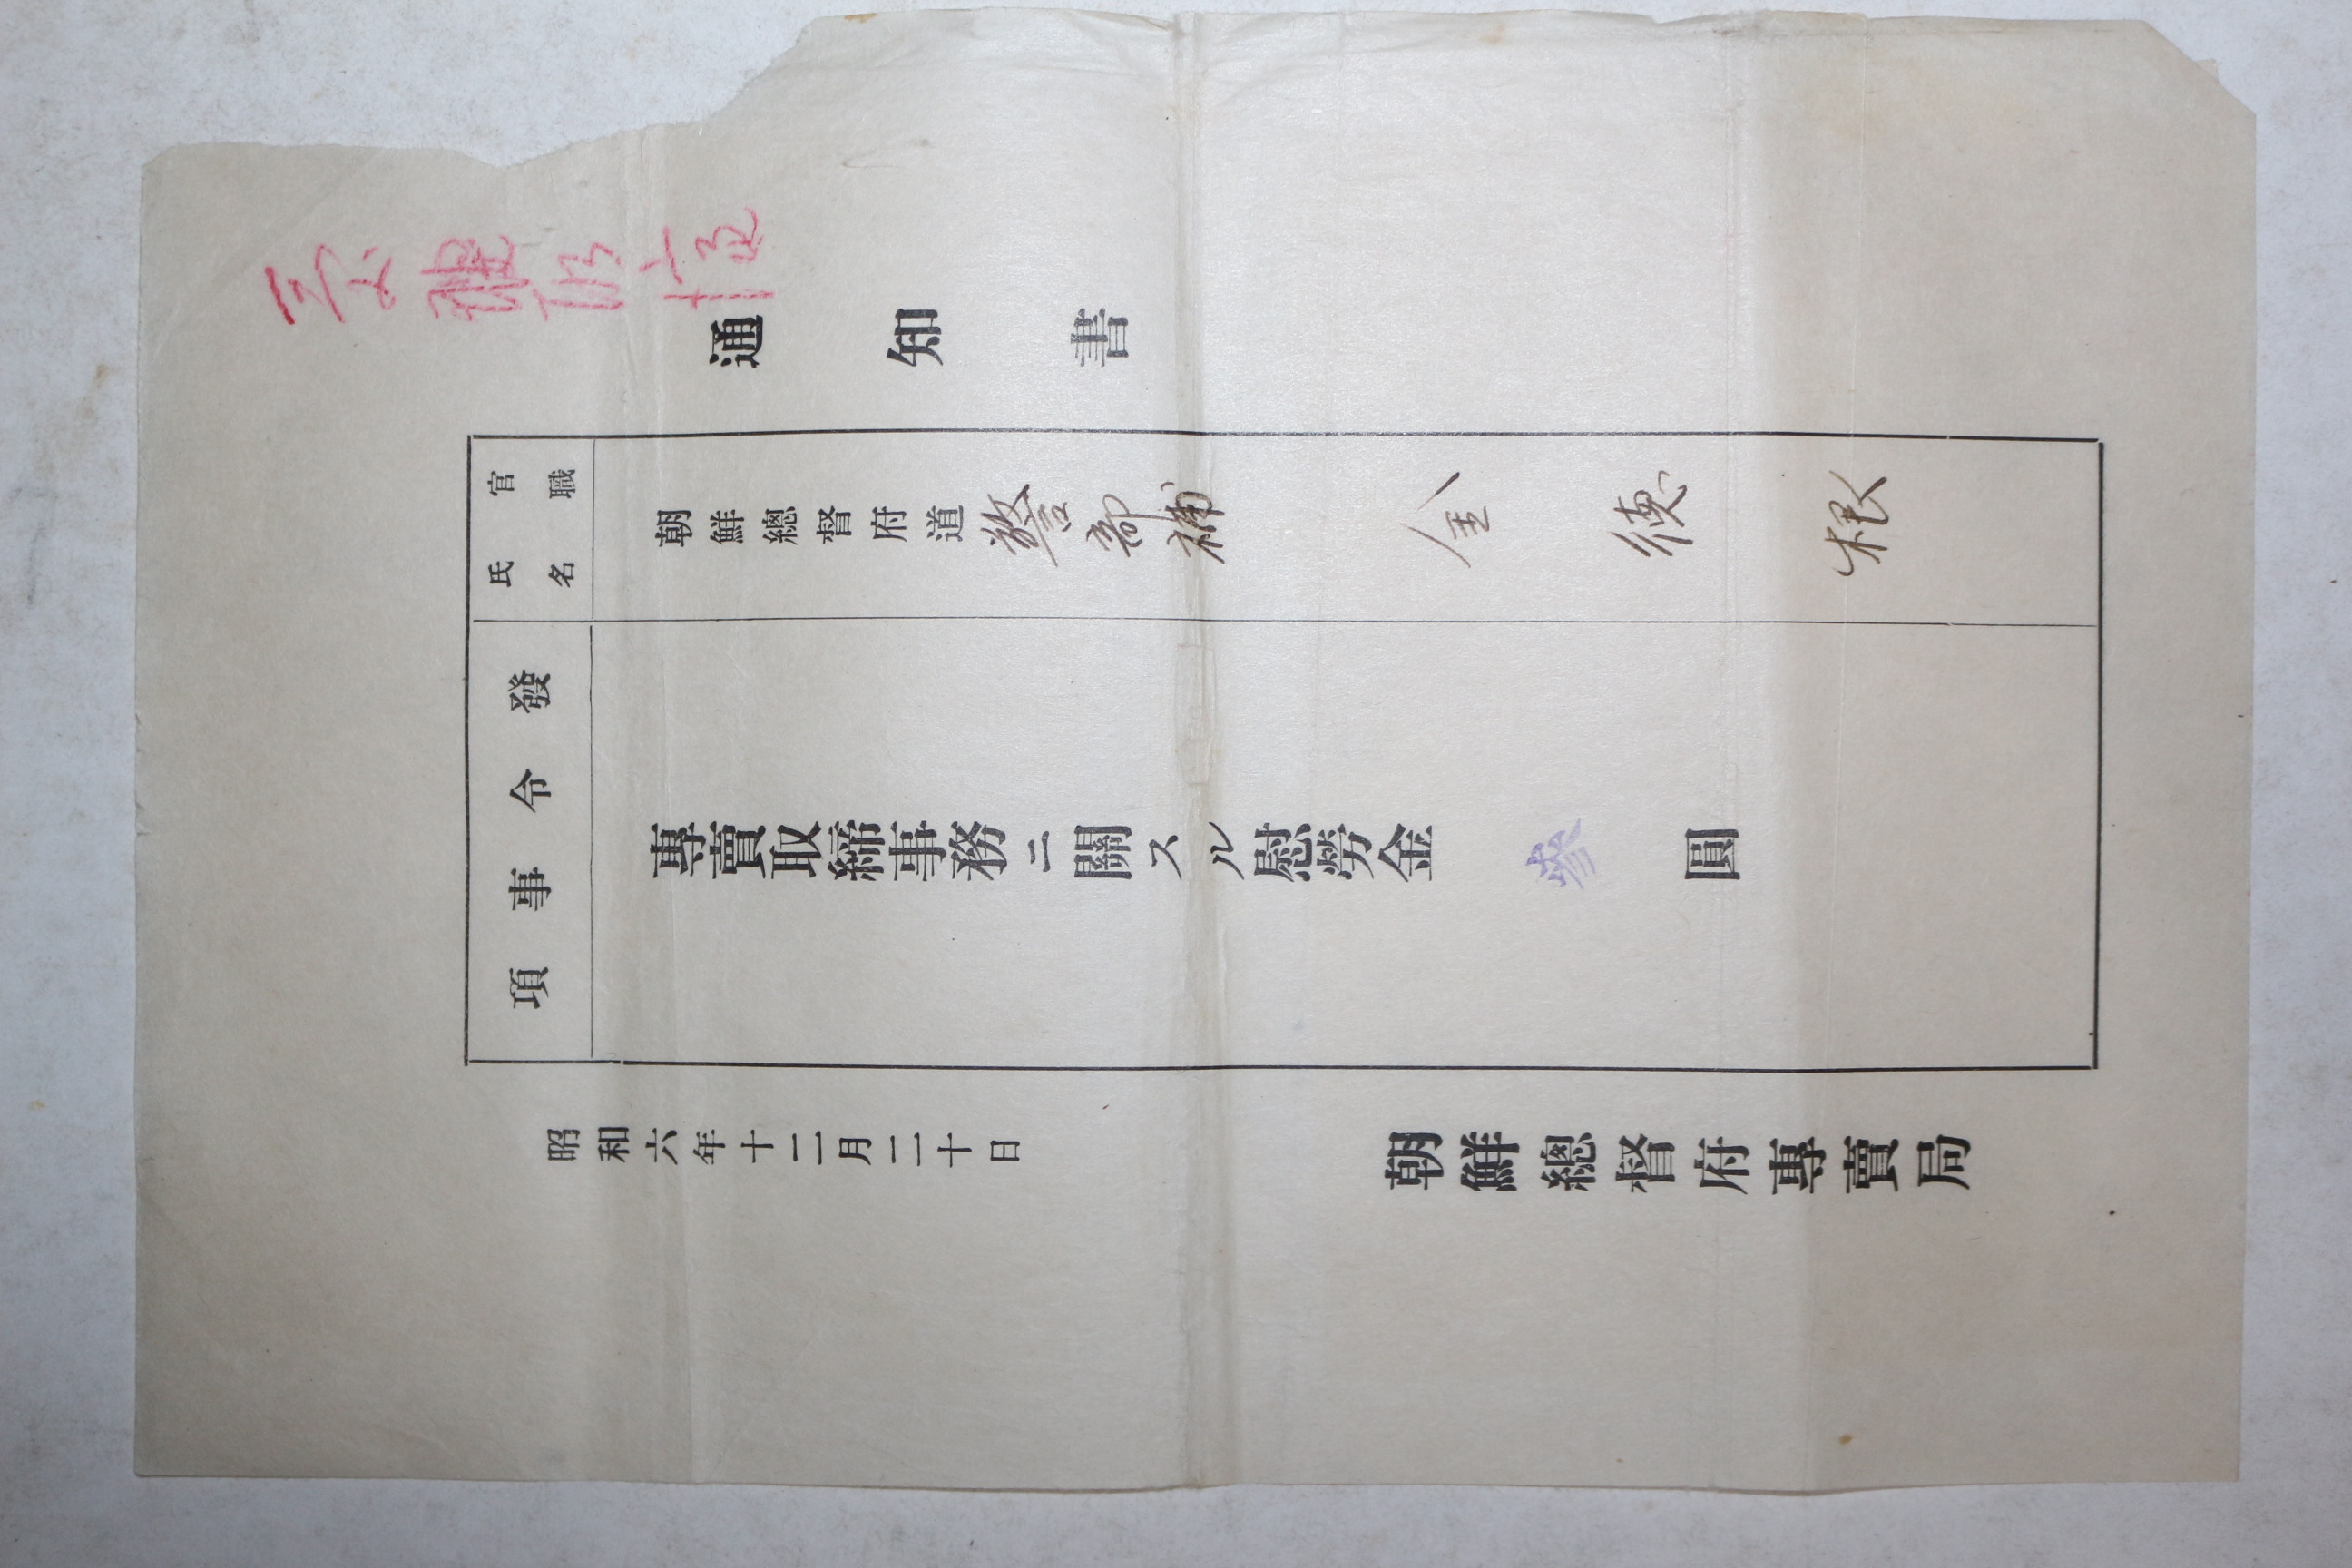 通知書
官職
氏名
朝鮮總督府道警部補 金德根
發令事項
專賣取締事務ニ關スル慰勞金 參 圓
昭和六年十二月二十日
朝鮮總督府專賣局